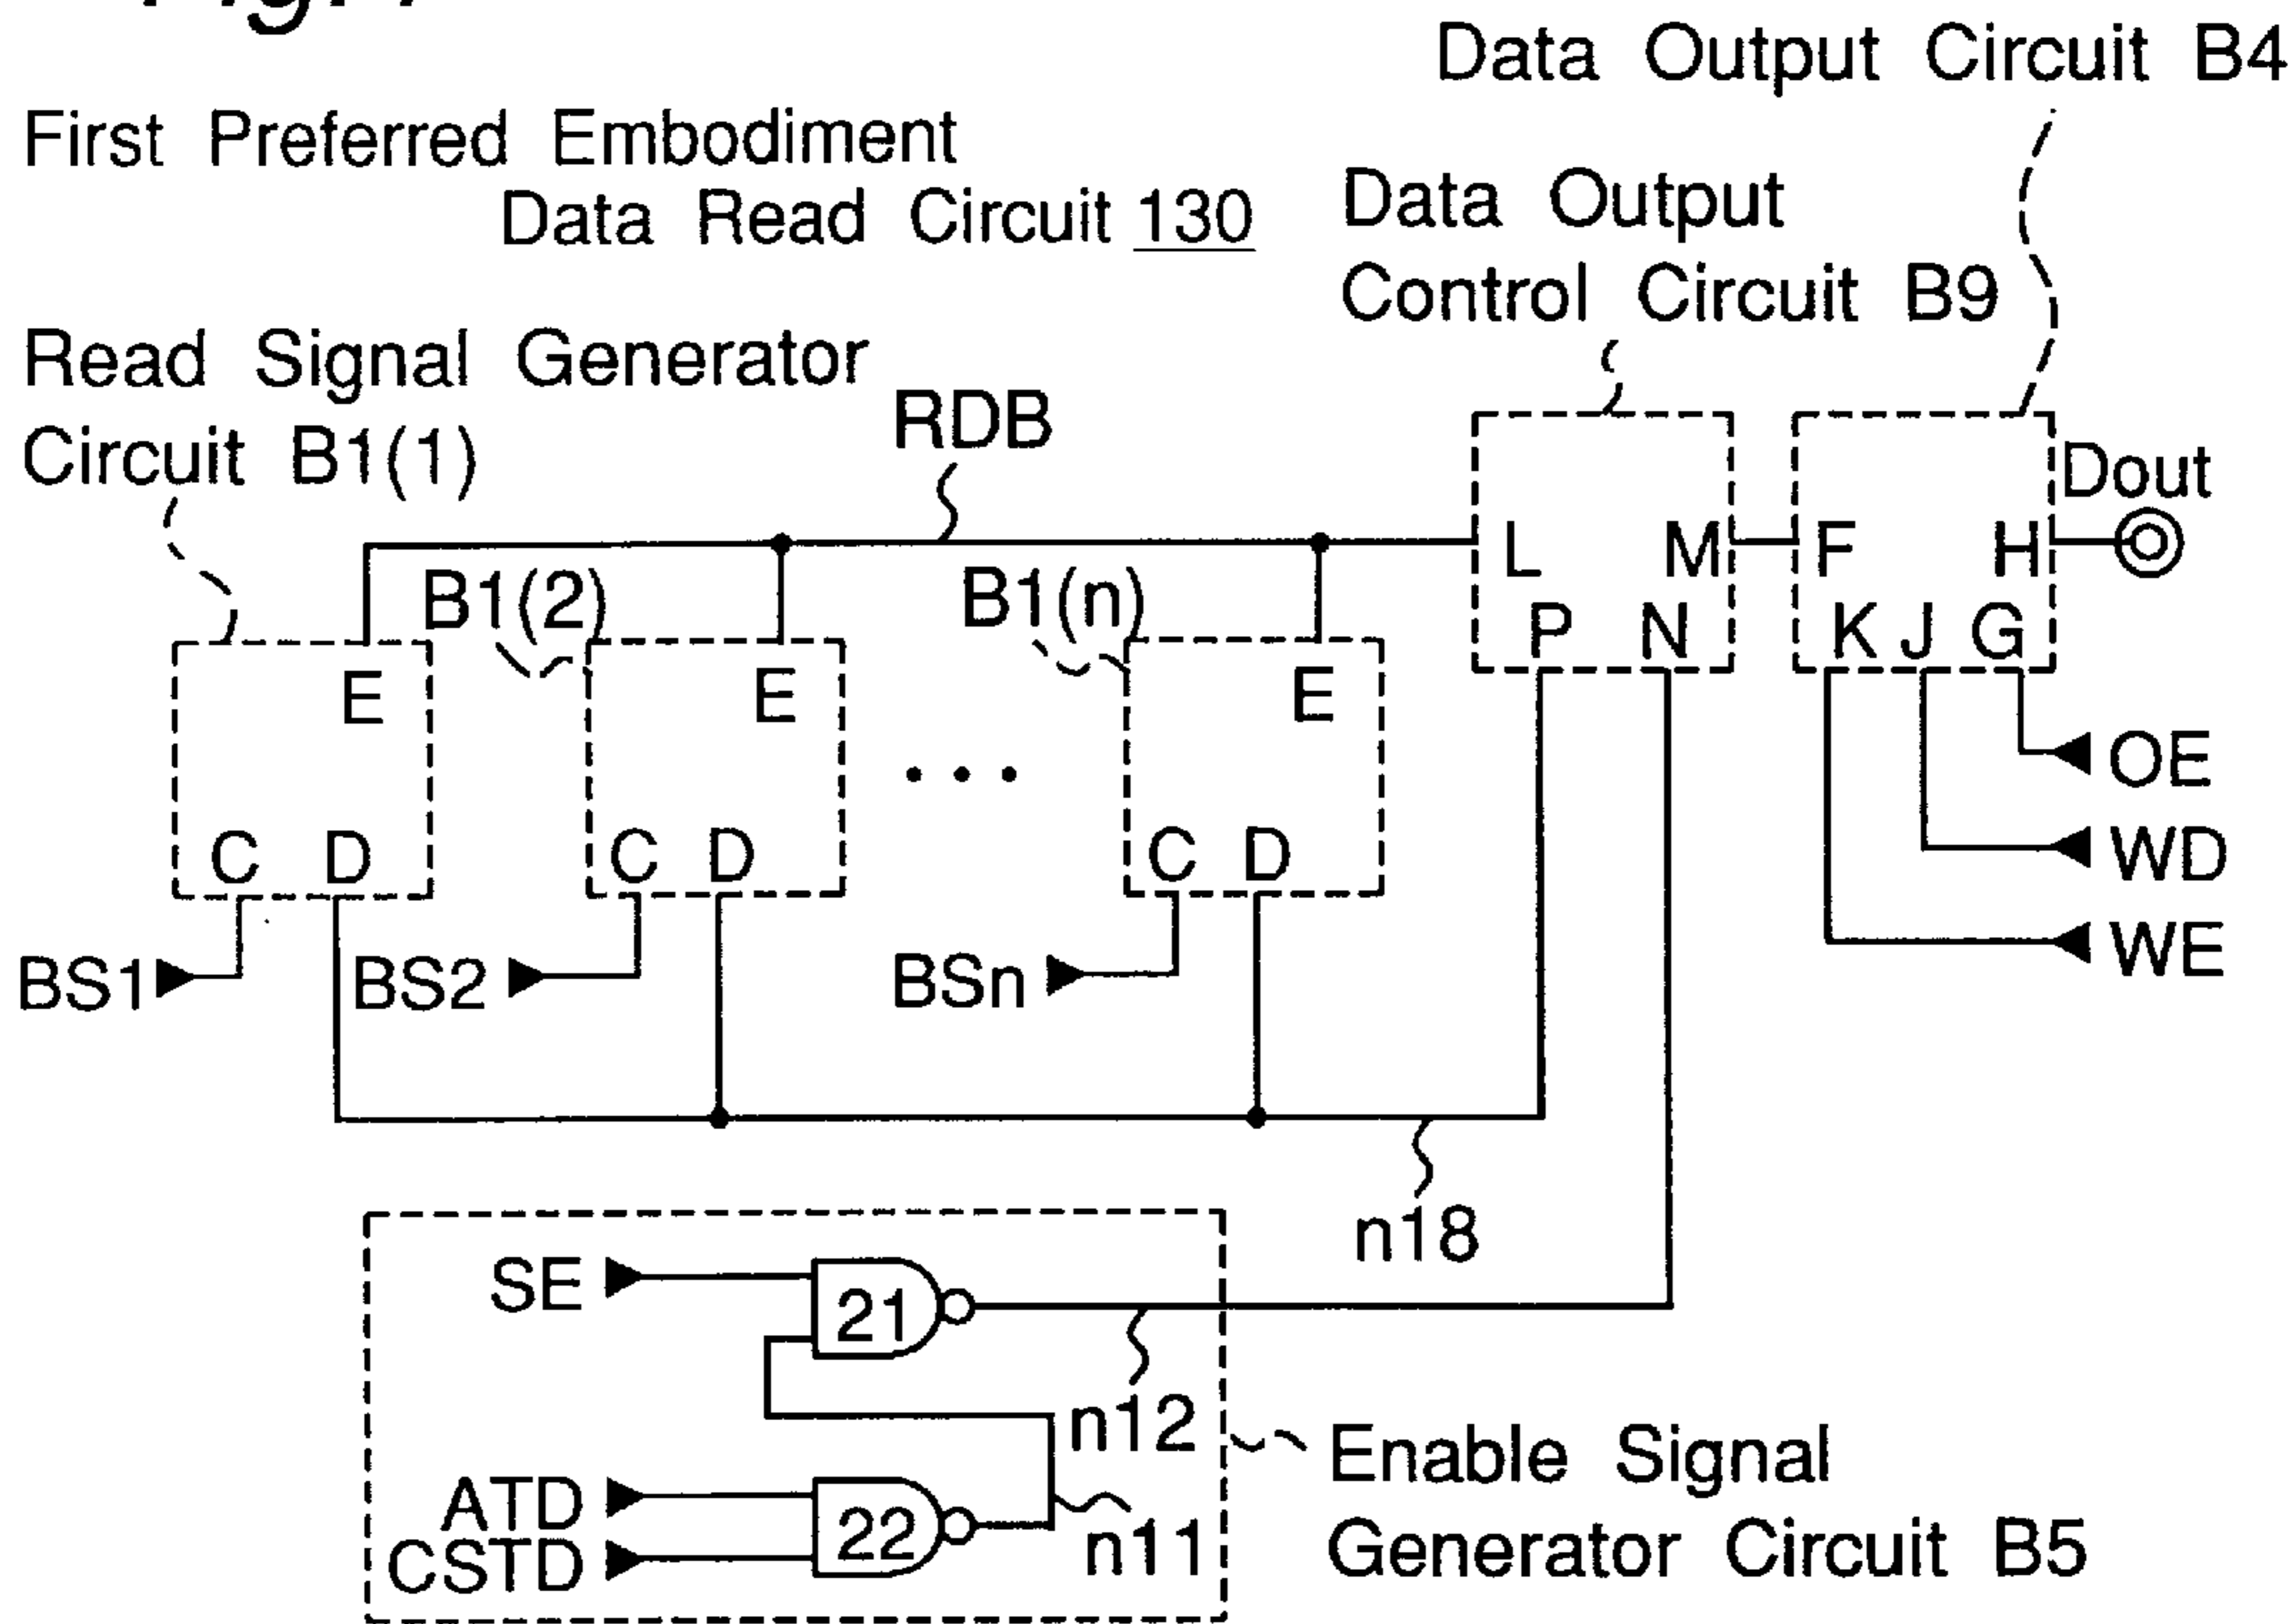 Data Output Circuit B4
First Preferred Embodiment
Data Read Circuit 130
Data Output
Control Circuit B9
Read Signal Generator
Circuit B1(1)
RDB
Dout
B1(2)
B1(n)
L M
P N
F H
K J G
E
E
E
C D
C D
C D
OE
WD
WE
BS1
BS2
BSn
n18
SE
21
n12
ATD
CSTD
22
n11
Enable Signal
Generator Circuit B5